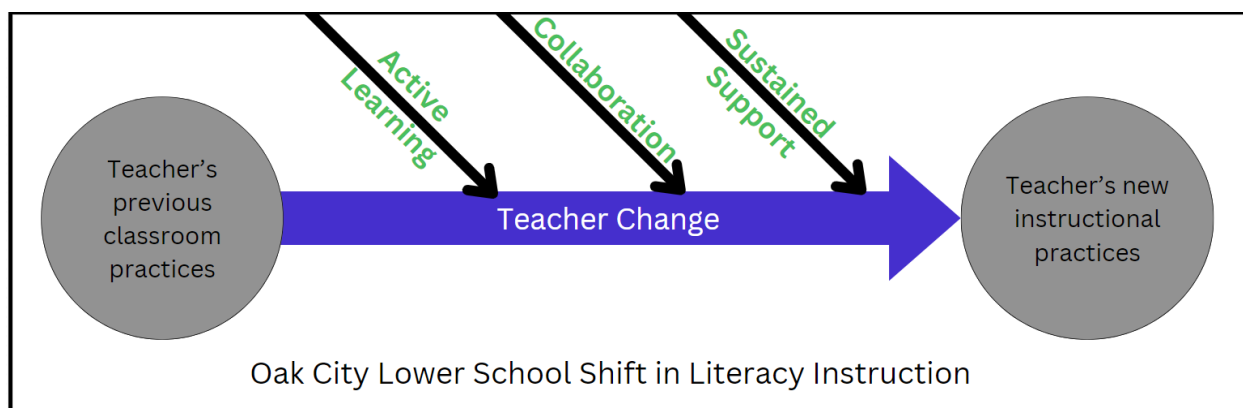 Active
Learning
Collaboration
Sustained
Support
Teacher's
previous
classroom
practices
Teacher Change
Teacher's new
instructional
practices
Oak City Lower School Shift in Literacy Instruction